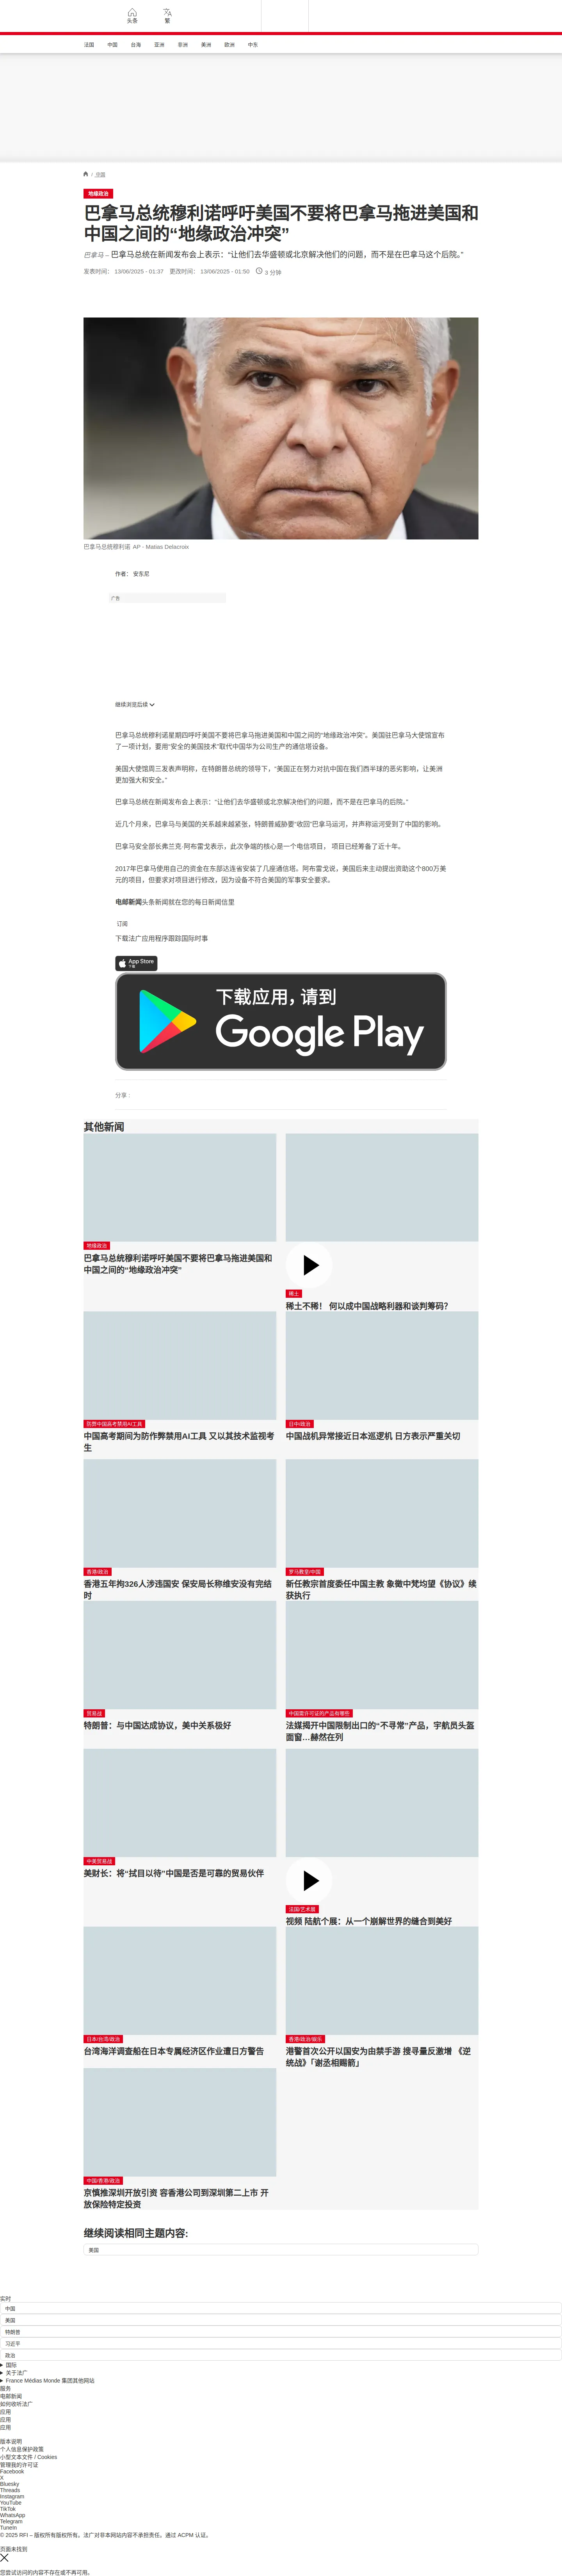 头条
繁
法国
中国
台海
亚洲
非洲
美洲
欧洲
中东
/ 中国
地缘政治
巴拿马总统穆利诺呼吁美国不要将巴拿马拖进美国和
中国之间的“地缘政治冲突”
巴拿马 – 巴拿马总统在新闻发布会上表示：“让他们去华盛顿或北京解决他们的问题，而不是在巴拿马这个后院。”
发表时间： 13/06/2025 - 01:37 更改时间： 13/06/2025 - 01:50 3 分钟
巴拿马总统穆利诺 AP - Matias Delacroix
作者： 安东尼
广告
继续浏览后续
巴拿马总统穆利诺星期四呼吁美国不要将巴拿马拖进美国和中国之间的“地缘政治冲突”。美国驻巴拿马大使馆宣布
了一项计划，要用“安全的美国技术”取代中国华为公司生产的通信塔设备。
美国大使馆周三发表声明称，在特朗普总统的领导下，“美国正在努力对抗中国在我们西半球的恶劣影响，让美洲
更加强大和安全。”
巴拿马总统在新闻发布会上表示：“让他们去华盛顿或北京解决他们的问题，而不是在巴拿马的后院。”
近几个月来，巴拿马与美国的关系越来越紧张，特朗普威胁要“收回”巴拿马运河，并声称运河受到了中国的影响。
巴拿马安全部长弗兰克·阿布雷戈表示，此次争端的核心是一个电信项目， 项目已经筹备了近十年。
2017年巴拿马使用自己的资金在东部达连省安装了几座通信塔。阿布雷戈说，美国后来主动提出资助这个800万美
元的项目，但要求对项目进行修改，因为设备不符合美国的军事安全要求。
电邮新闻头条新闻就在您的每日新闻信里
订阅
下载法广应用程序跟踪国际时事
App Store
下载
下载应用，请到
Google Play
分享 :
其他新闻
地缘政治
巴拿马总统穆利诺呼吁美国不要将巴拿马拖进美国和
中国之间的“地缘政治冲突”
稀土
稀土不稀！ 何以成中国战略利器和谈判筹码？
防弊中国高考禁用AI工具
中国高考期间为防作弊禁用AI工具 又以其技术监视考
生
日中/政治
中国战机异常接近日本巡逻机 日方表示严重关切
香港/政治
香港五年拘326人涉违国安 保安局长称维安没有完结
时
罗马教皇/中国
新任教宗首度委任中国主教 象徵中梵均望《协议》续
获执行
贸易战
特朗普：与中国达成协议，美中关系极好
中国需许可证的产品有哪些
法媒揭开中国限制出口的“不寻常”产品，宇航员头盔
面窗…赫然在列
中美贸易战
美财长：将“拭目以待”中国是否是可靠的贸易伙伴
法国/艺术展
视频 陆航个展：从一个崩解世界的缝合到美好
日本/台湾/政治
台湾海洋调查船在日本专属经济区作业遭日方警告
香港/政治/娱乐
港警首次公开以国安为由禁手游 搜寻量反激增 《逆
统战》「谢丞相赐箭」
中国/香港/政治
京慎推深圳开放引资 容香港公司到深圳第二上市 开
放保险特定投资
继续阅读相同主题内容:
美国
实时
中国
美国
特朗普
习近平
政治
国际
关于法广
France Médias Monde 集团其他网站
服务
电邮新闻
如何收听法广
应用
应用
应用
版本说明
个人信息保护政策
小型文本文件 / Cookies
管理我的许可证
Facebook
X
Bluesky
Threads
Instagram
YouTube
TikTok
WhatsApp
Telegram
TuneIn
© 2025 RFI – 版权所有版权所有。法广对非本网站内容不承担责任。通过 ACPM 认证。
页面未找到
您尝试访问的内容不存在或不再可用。